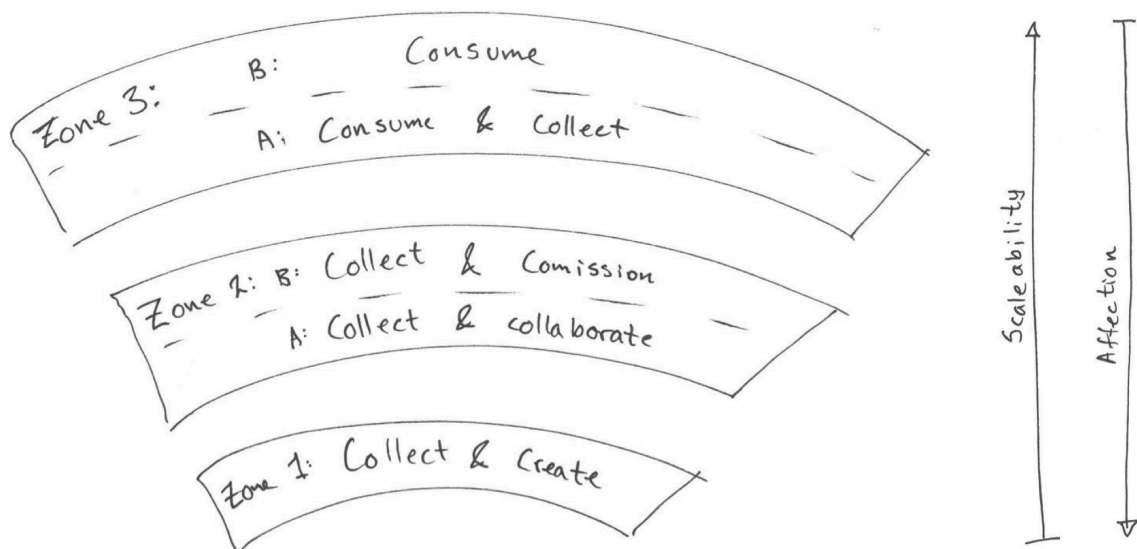 B: Consume
Zone 3:
A: Consume & Collect
Zone 2: B: Collect & Comission
A: Collect & collaborate
Zone 1: Collect & Create
Scaleability
Affection